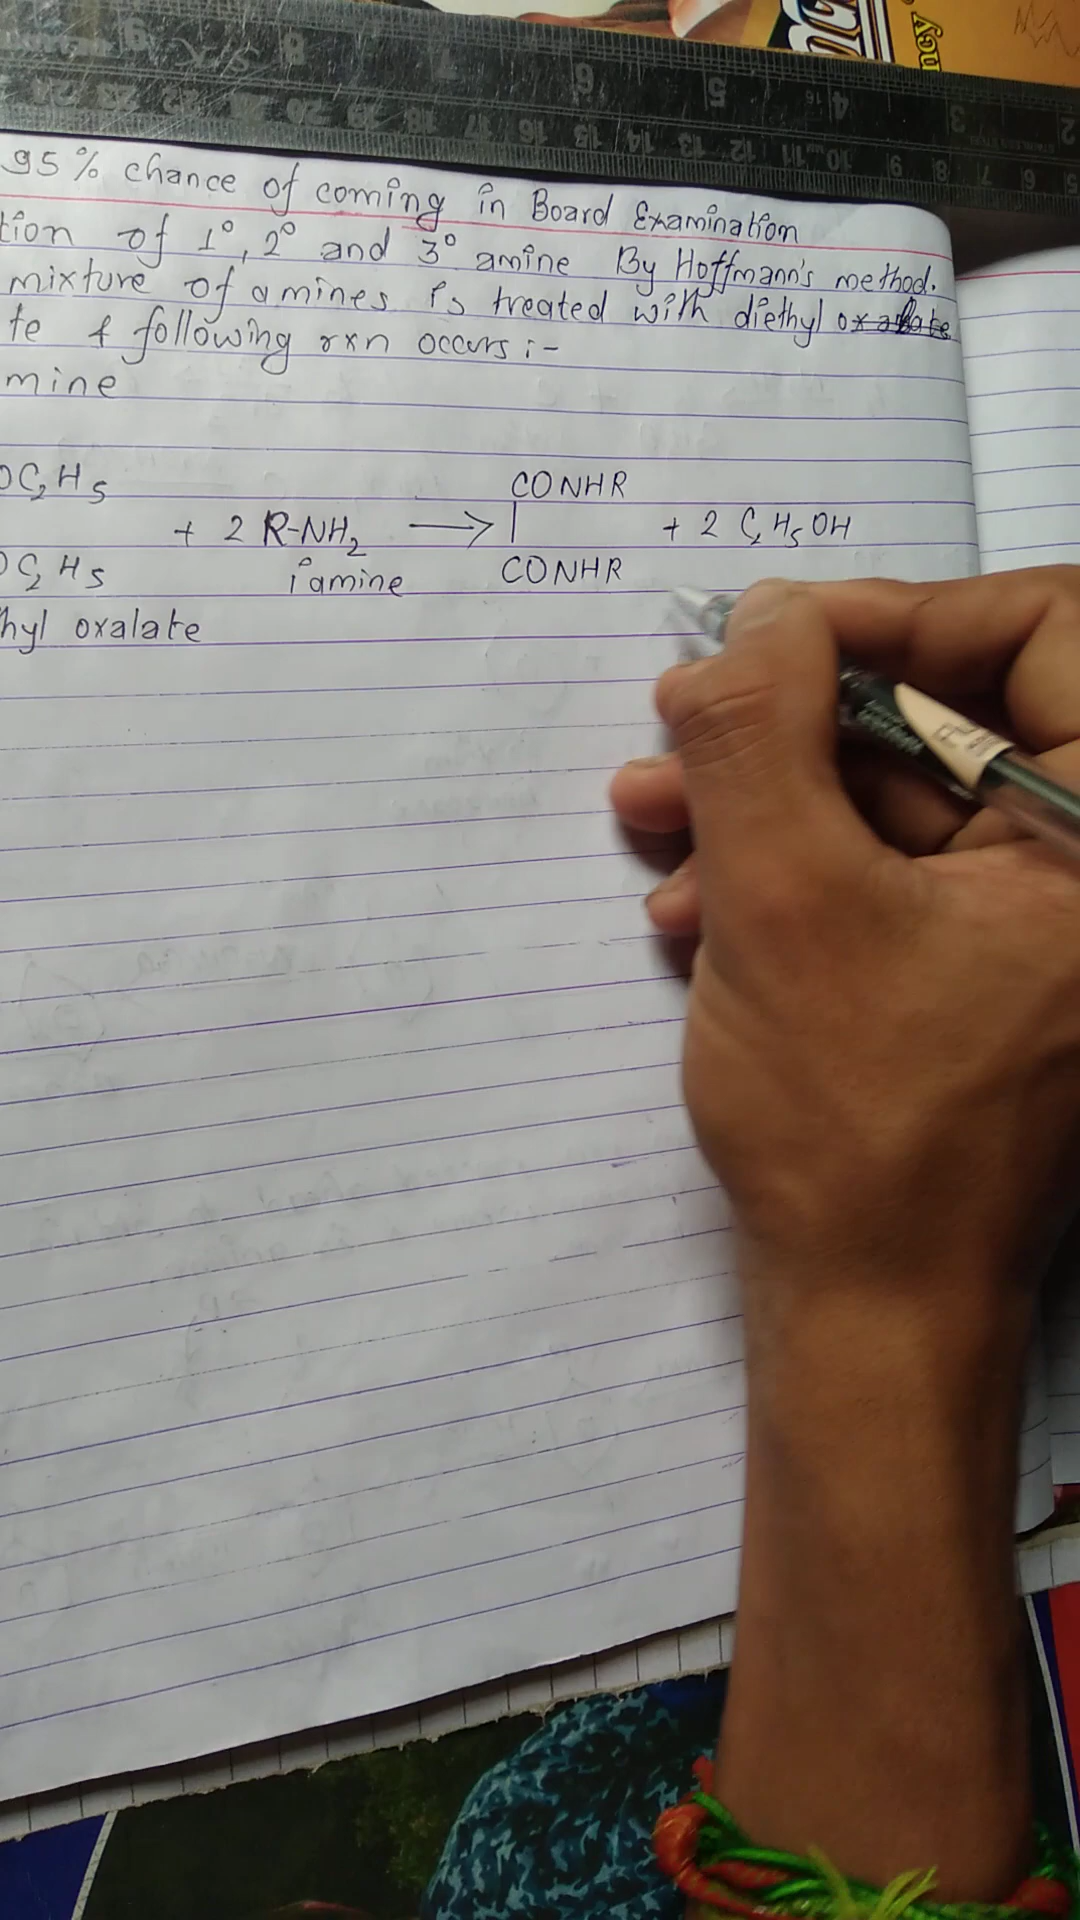 95% chance of coming in Board Examination
tion of 1°, 2° and 3° amine By Hoffmann's method.
mixture of amines is treated with diethyl oxalate
te & following rxn occurs :-
mine
OC2H5
CONHR
+ 2 R-NH2 → | + 2 C2H5OH
OC2H5
1° amine
CONHR
hyl oxalate